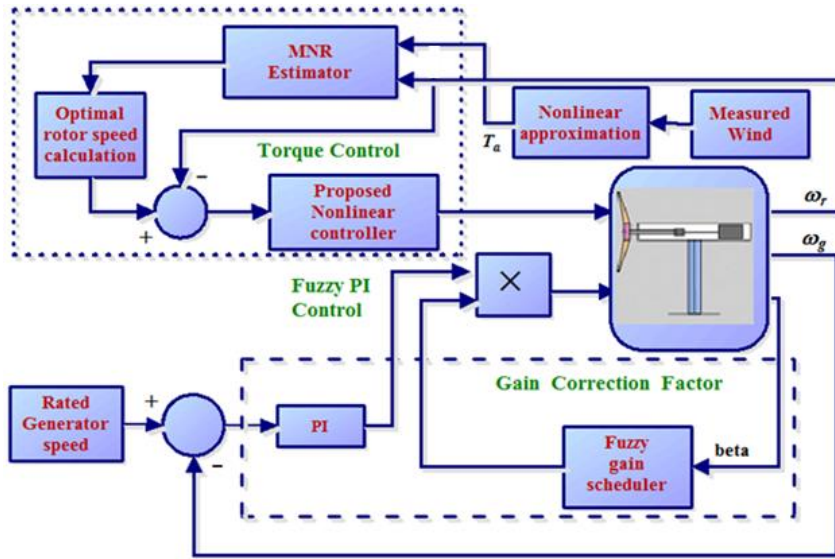 MNR
Estimator
Optimal
rotor speed
calculation
Nonlinear
approximation
Measured
Wind
Tₐ
Torque Control
−
+
Proposed
Nonlinear
controller
ωᵣ
ω_g
Fuzzy PI
Control
×
Gain Correction Factor
Rated
Generator
speed
+
−
PI
Fuzzy
gain
scheduler
beta